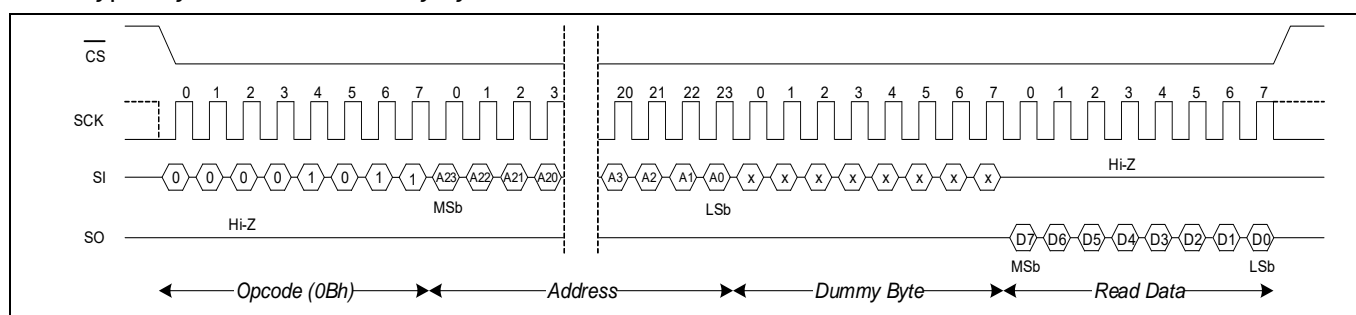 CS
0 1 2 3 4 5 6 7 0 1 2 3 20 21 22 23 0 1 2 3 4 5 6 7 0 1 2 3 4 5 6 7
SCK
Hi-Z
SI 0 0 0 0 1 0 1 1 A23 A22 A21 A20 A3 A2 A1 A0 x x x x x x x x
MSb LSb
Hi-Z
SO D7 D6 D5 D4 D3 D2 D1 D0
MSb LSb
Opcode (0Bh) Address Dummy Byte Read Data